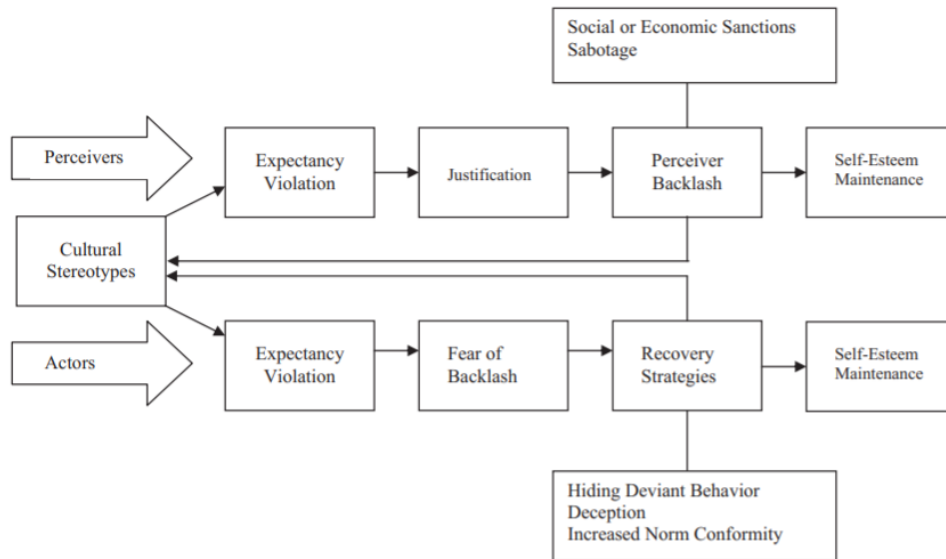 Social or Economic Sanctions
Sabotage
Perceivers
Expectancy
Violation
Justification
Perceiver
Backlash
Self-Esteem
Maintenance
Cultural
Stereotypes
Actors
Expectancy
Violation
Fear of
Backlash
Recovery
Strategies
Self-Esteem
Maintenance
Hiding Deviant Behavior
Deception
Increased Norm Conformity